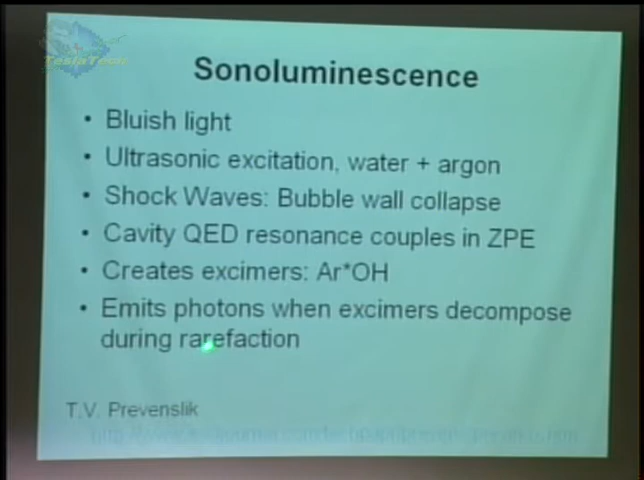 TeslaTech
Sonoluminescence
• Bluish light
• Ultrasonic excitation, water + argon
• Shock Waves: Bubble wall collapse
• Cavity QED resonance couples in ZPE
• Creates excimers: Ar*OH
• Emits photons when excimers decompose
during rarefaction
T.V. Prevenslik